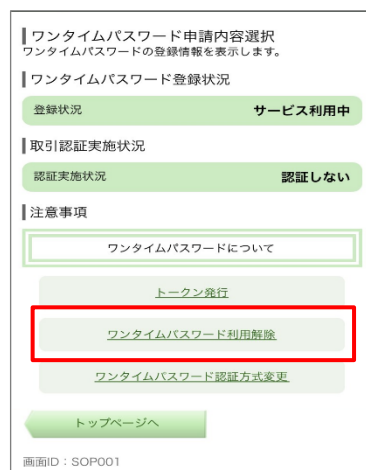 ワンタイムパスワード申請内容選択
ワンタイムパスワードの登録情報を表示します。
ワンタイムパスワード登録状況
登録状況 サービス利用中
取引認証実施状況
認証実施状況 認証しない
注意事項
ワンタイムパスワードについて
トークン発行
ワンタイムパスワード利用解除
ワンタイムパスワード認証方式変更
トップページへ
画面ID：SOP001